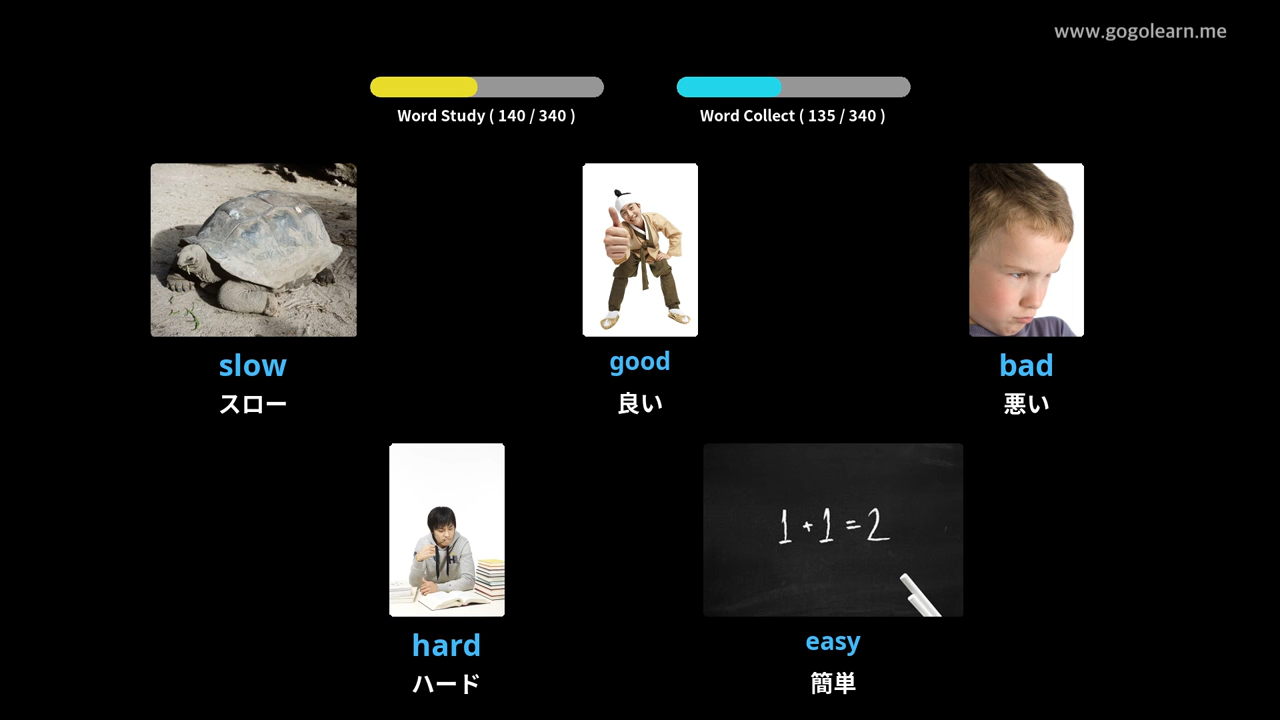 www.gogolearn.me
Word Study ( 140 / 340 )
Word Collect ( 135 / 340 )
slow
スロー
good
良い
bad
悪い
hard
ハード
1+1=2
easy
簡単